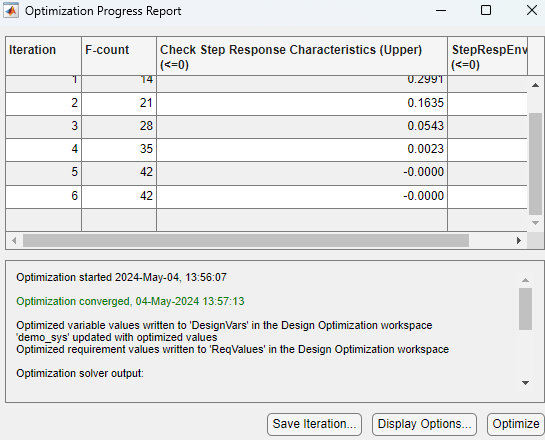 Optimization Progress Report
Iteration F-count Check Step Response Characteristics (Upper) (<=0) StepRespEnv (<=0)
1 14 0.2991
2 21 0.1635
3 28 0.0543
4 35 0.0023
5 42 -0.0000
6 42 -0.0000
Optimization started 2024-May-04, 13:56:07
Optimization converged, 04-May-2024 13:57:13
Optimized variable values written to 'DesignVars' in the Design Optimization workspace
'demo_sys' updated with optimized values
Optimized requirement values written to 'ReqValues' in the Design Optimization workspace
Optimization solver output:
Save Iteration... Display Options... Optimize